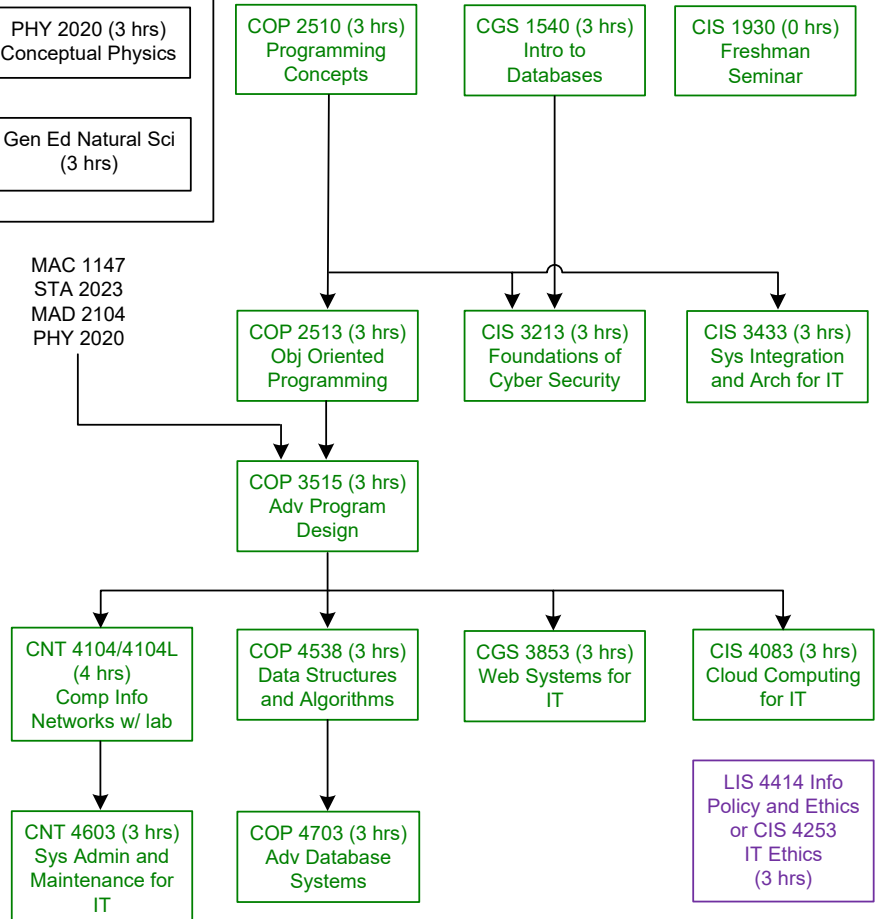 PHY 2020 (3 hrs)
Conceptual Physics
COP 2510 (3 hrs)
Programming
Concepts
CGS 1540 (3 hrs)
Intro to
Databases
CIS 1930 (0 hrs)
Freshman
Seminar
Gen Ed Natural Sci
(3 hrs)
MAC 1147
STA 2023
MAD 2104
PHY 2020
COP 2513 (3 hrs)
Obj Oriented
Programming
CIS 3213 (3 hrs)
Foundations of
Cyber Security
CIS 3433 (3 hrs)
Sys Integration
and Arch for IT
COP 3515 (3 hrs)
Adv Program
Design
CNT 4104/4104L
(4 hrs)
Comp Info
Networks w/ lab
COP 4538 (3 hrs)
Data Structures
and Algorithms
CGS 3853 (3 hrs)
Web Systems for
IT
CIS 4083 (3 hrs)
Cloud Computing
for IT
CNT 4603 (3 hrs)
Sys Admin and
Maintenance for
IT
COP 4703 (3 hrs)
Adv Database
Systems
LIS 4414 Info
Policy and Ethics
or CIS 4253
IT Ethics
(3 hrs)